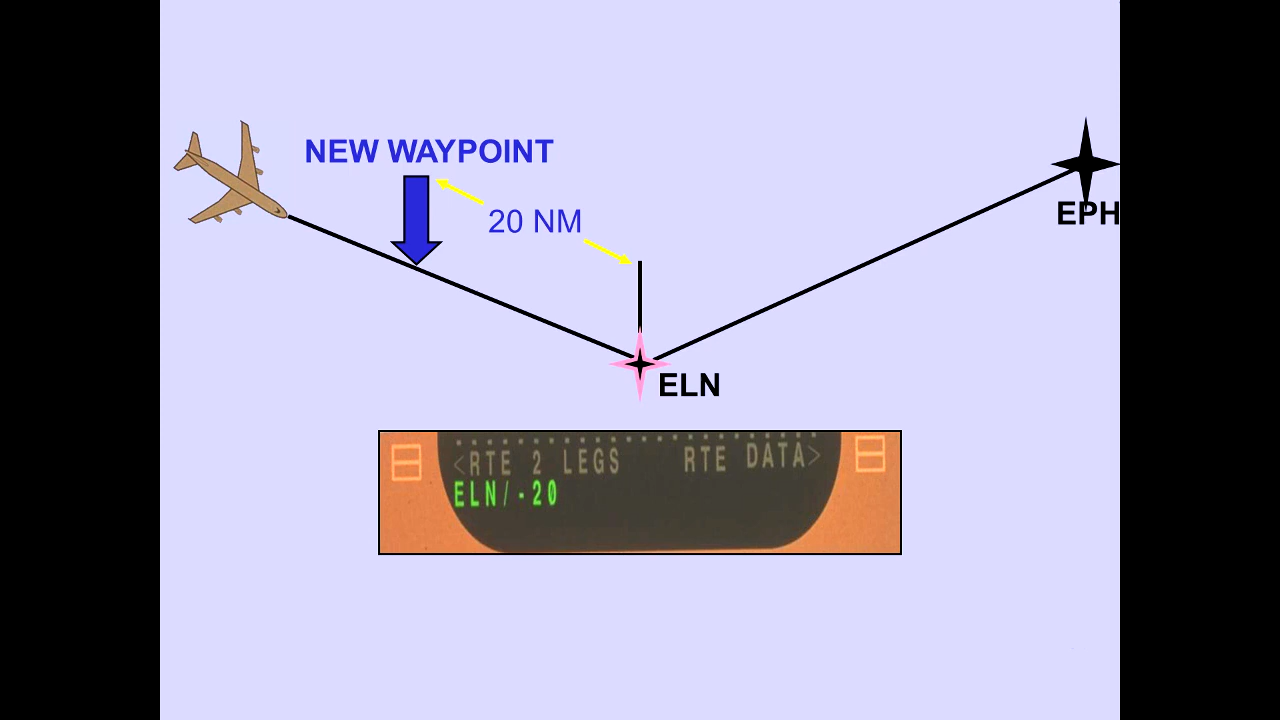 NEW WAYPOINT
20 NM
EPH
ELN
<RTE 2 LEGS RTE DATA>
ELN/-20